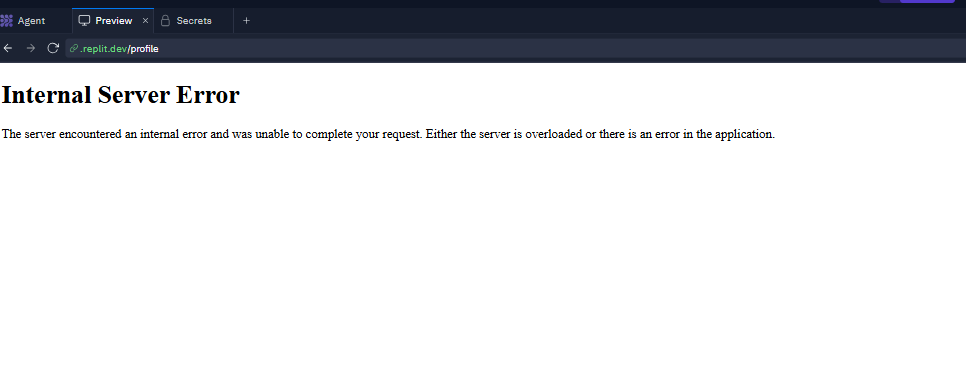 Agent
Preview ×
Secrets
+
.replit.dev/profile
Internal Server Error
The server encountered an internal error and was unable to complete your request. Either the server is overloaded or there is an error in the application.